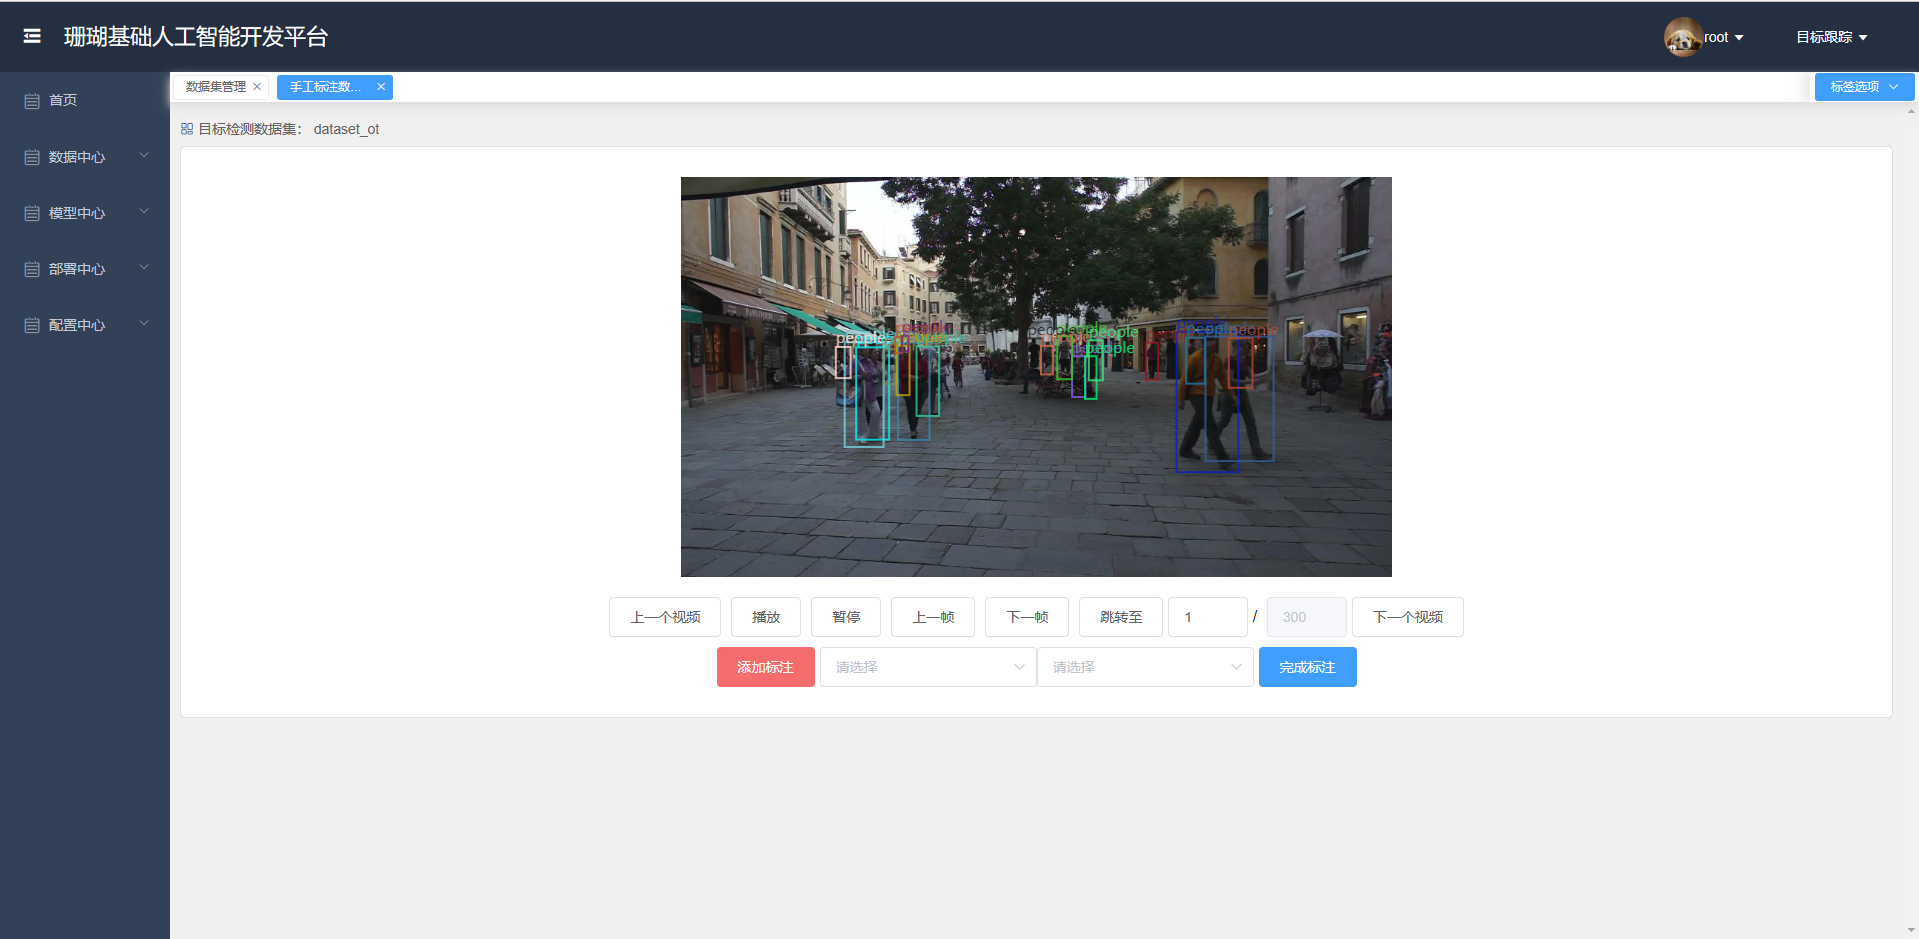 珊瑚基础人工智能开发平台
root
目标跟踪
首页
数据中心
模型中心
部署中心
配置中心
数据集管理
手工标注数...
标签选项
目标检测数据集： dataset_ot
people
people
people
people
people
people
people
上一个视频
播放
暂停
上一帧
下一帧
跳转至
1
/
300
下一个视频
添加标注
请选择
请选择
完成标注